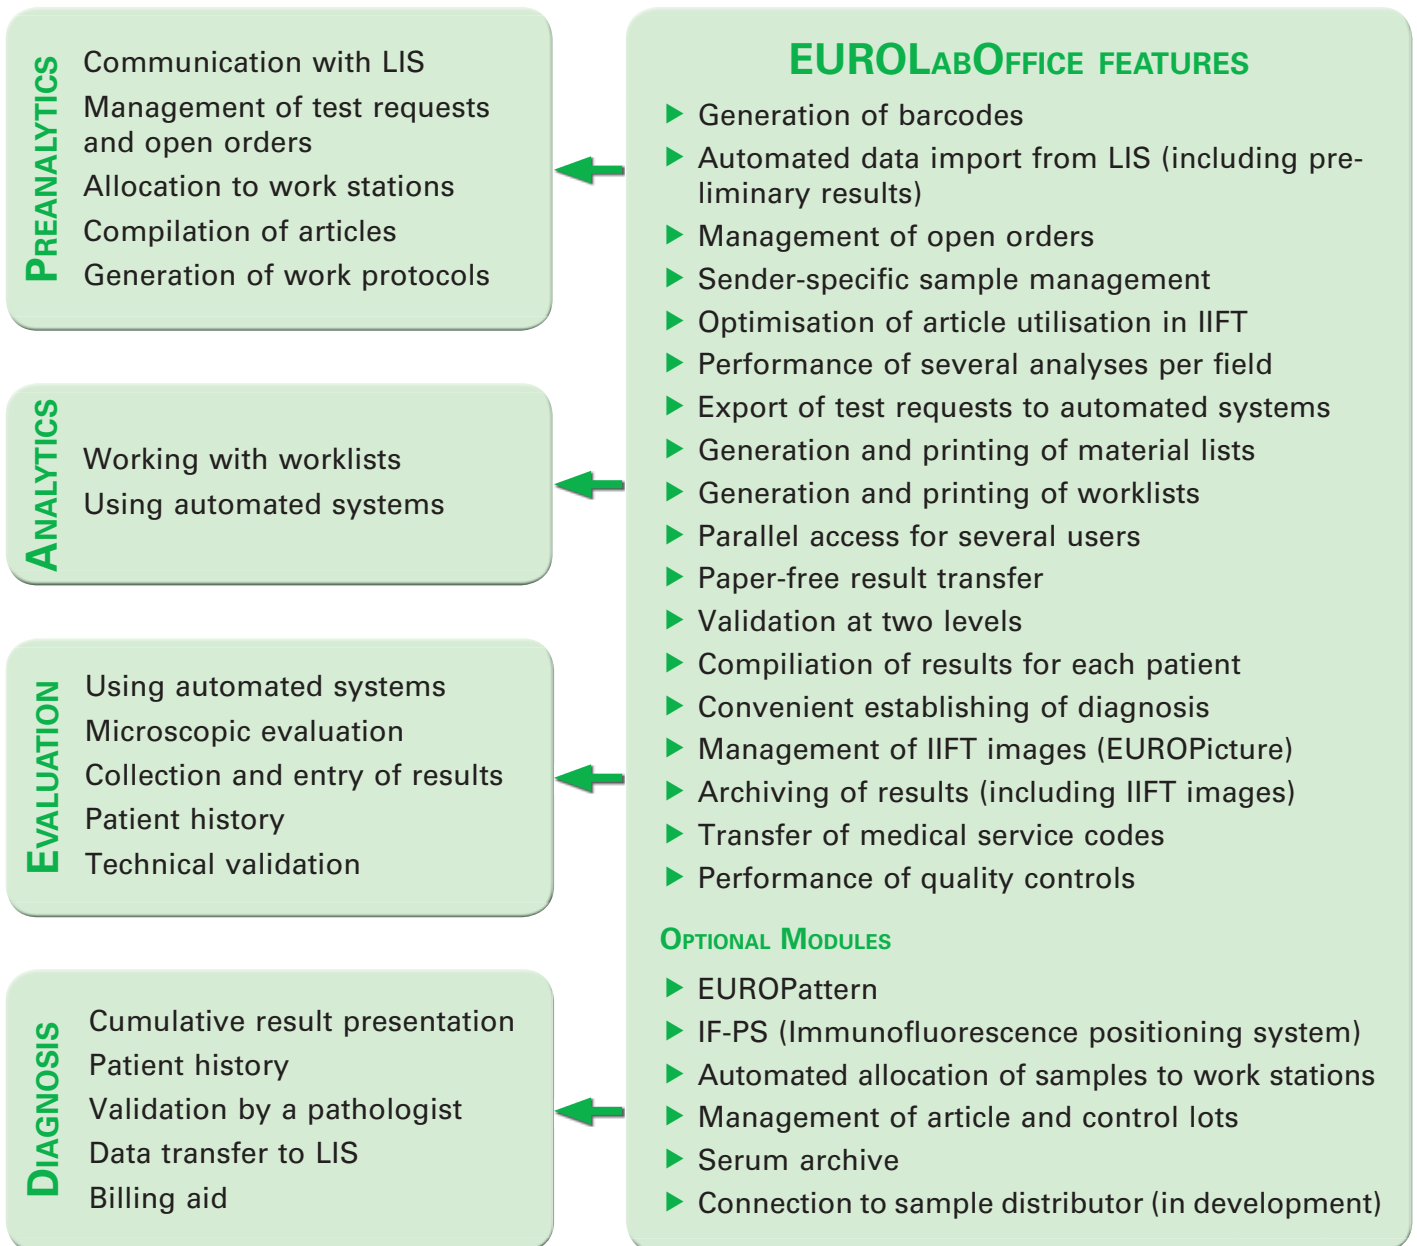 PREANALYTICS
Communication with LIS
Management of test requests
and open orders
Allocation to work stations
Compilation of articles
Generation of work protocols
ANALYTICS
Working with worklists
Using automated systems
EVALUATION
Using automated systems
Microscopic evaluation
Collection and entry of results
Patient history
Technical validation
DIAGNOSIS
Cumulative result presentation
Patient history
Validation by a pathologist
Data transfer to LIS
Billing aid
EUROLABOFFICE FEATURES
▶ Generation of barcodes
▶ Automated data import from LIS (including pre-
liminary results)
▶ Management of open orders
▶ Sender-specific sample management
▶ Optimisation of article utilisation in IIFT
▶ Performance of several analyses per field
▶ Export of test requests to automated systems
▶ Generation and printing of material lists
▶ Generation and printing of worklists
▶ Parallel access for several users
▶ Paper-free result transfer
▶ Validation at two levels
▶ Compiliation of results for each patient
▶ Convenient establishing of diagnosis
▶ Management of IIFT images (EUROPicture)
▶ Archiving of results (including IIFT images)
▶ Transfer of medical service codes
▶ Performance of quality controls
OPTIONAL MODULES
▶ EUROPattern
▶ IF-PS (Immunofluorescence positioning system)
▶ Automated allocation of samples to work stations
▶ Management of article and control lots
▶ Serum archive
▶ Connection to sample distributor (in development)